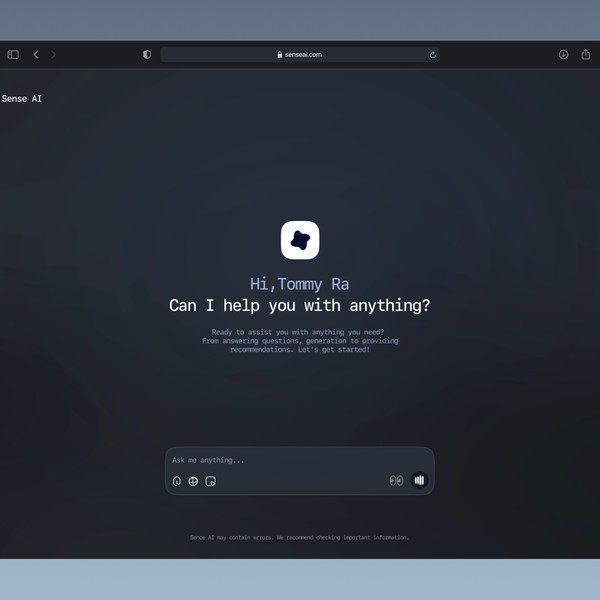 senseai.com
Sense AI
Hi,Tommy Ra
Can I help you with anything?
Ready to assist you with anything you need?
From answering questions, generation to providing
recommendations. Let's get started!
Ask me anything...
Sence AI may contain errors. We recommend checking important information.